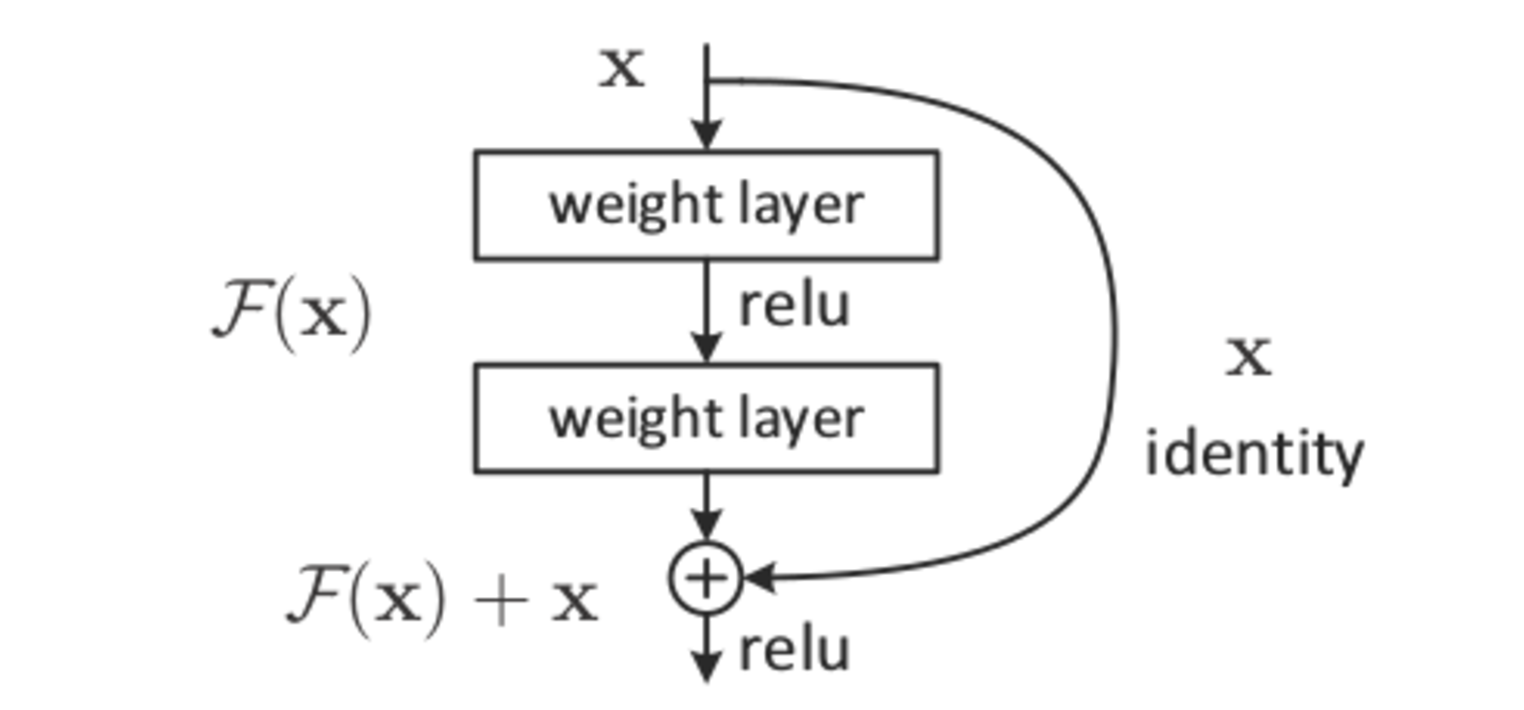 x
weight layer
relu
F(x)
weight layer
x
identity
F(x) + x
relu